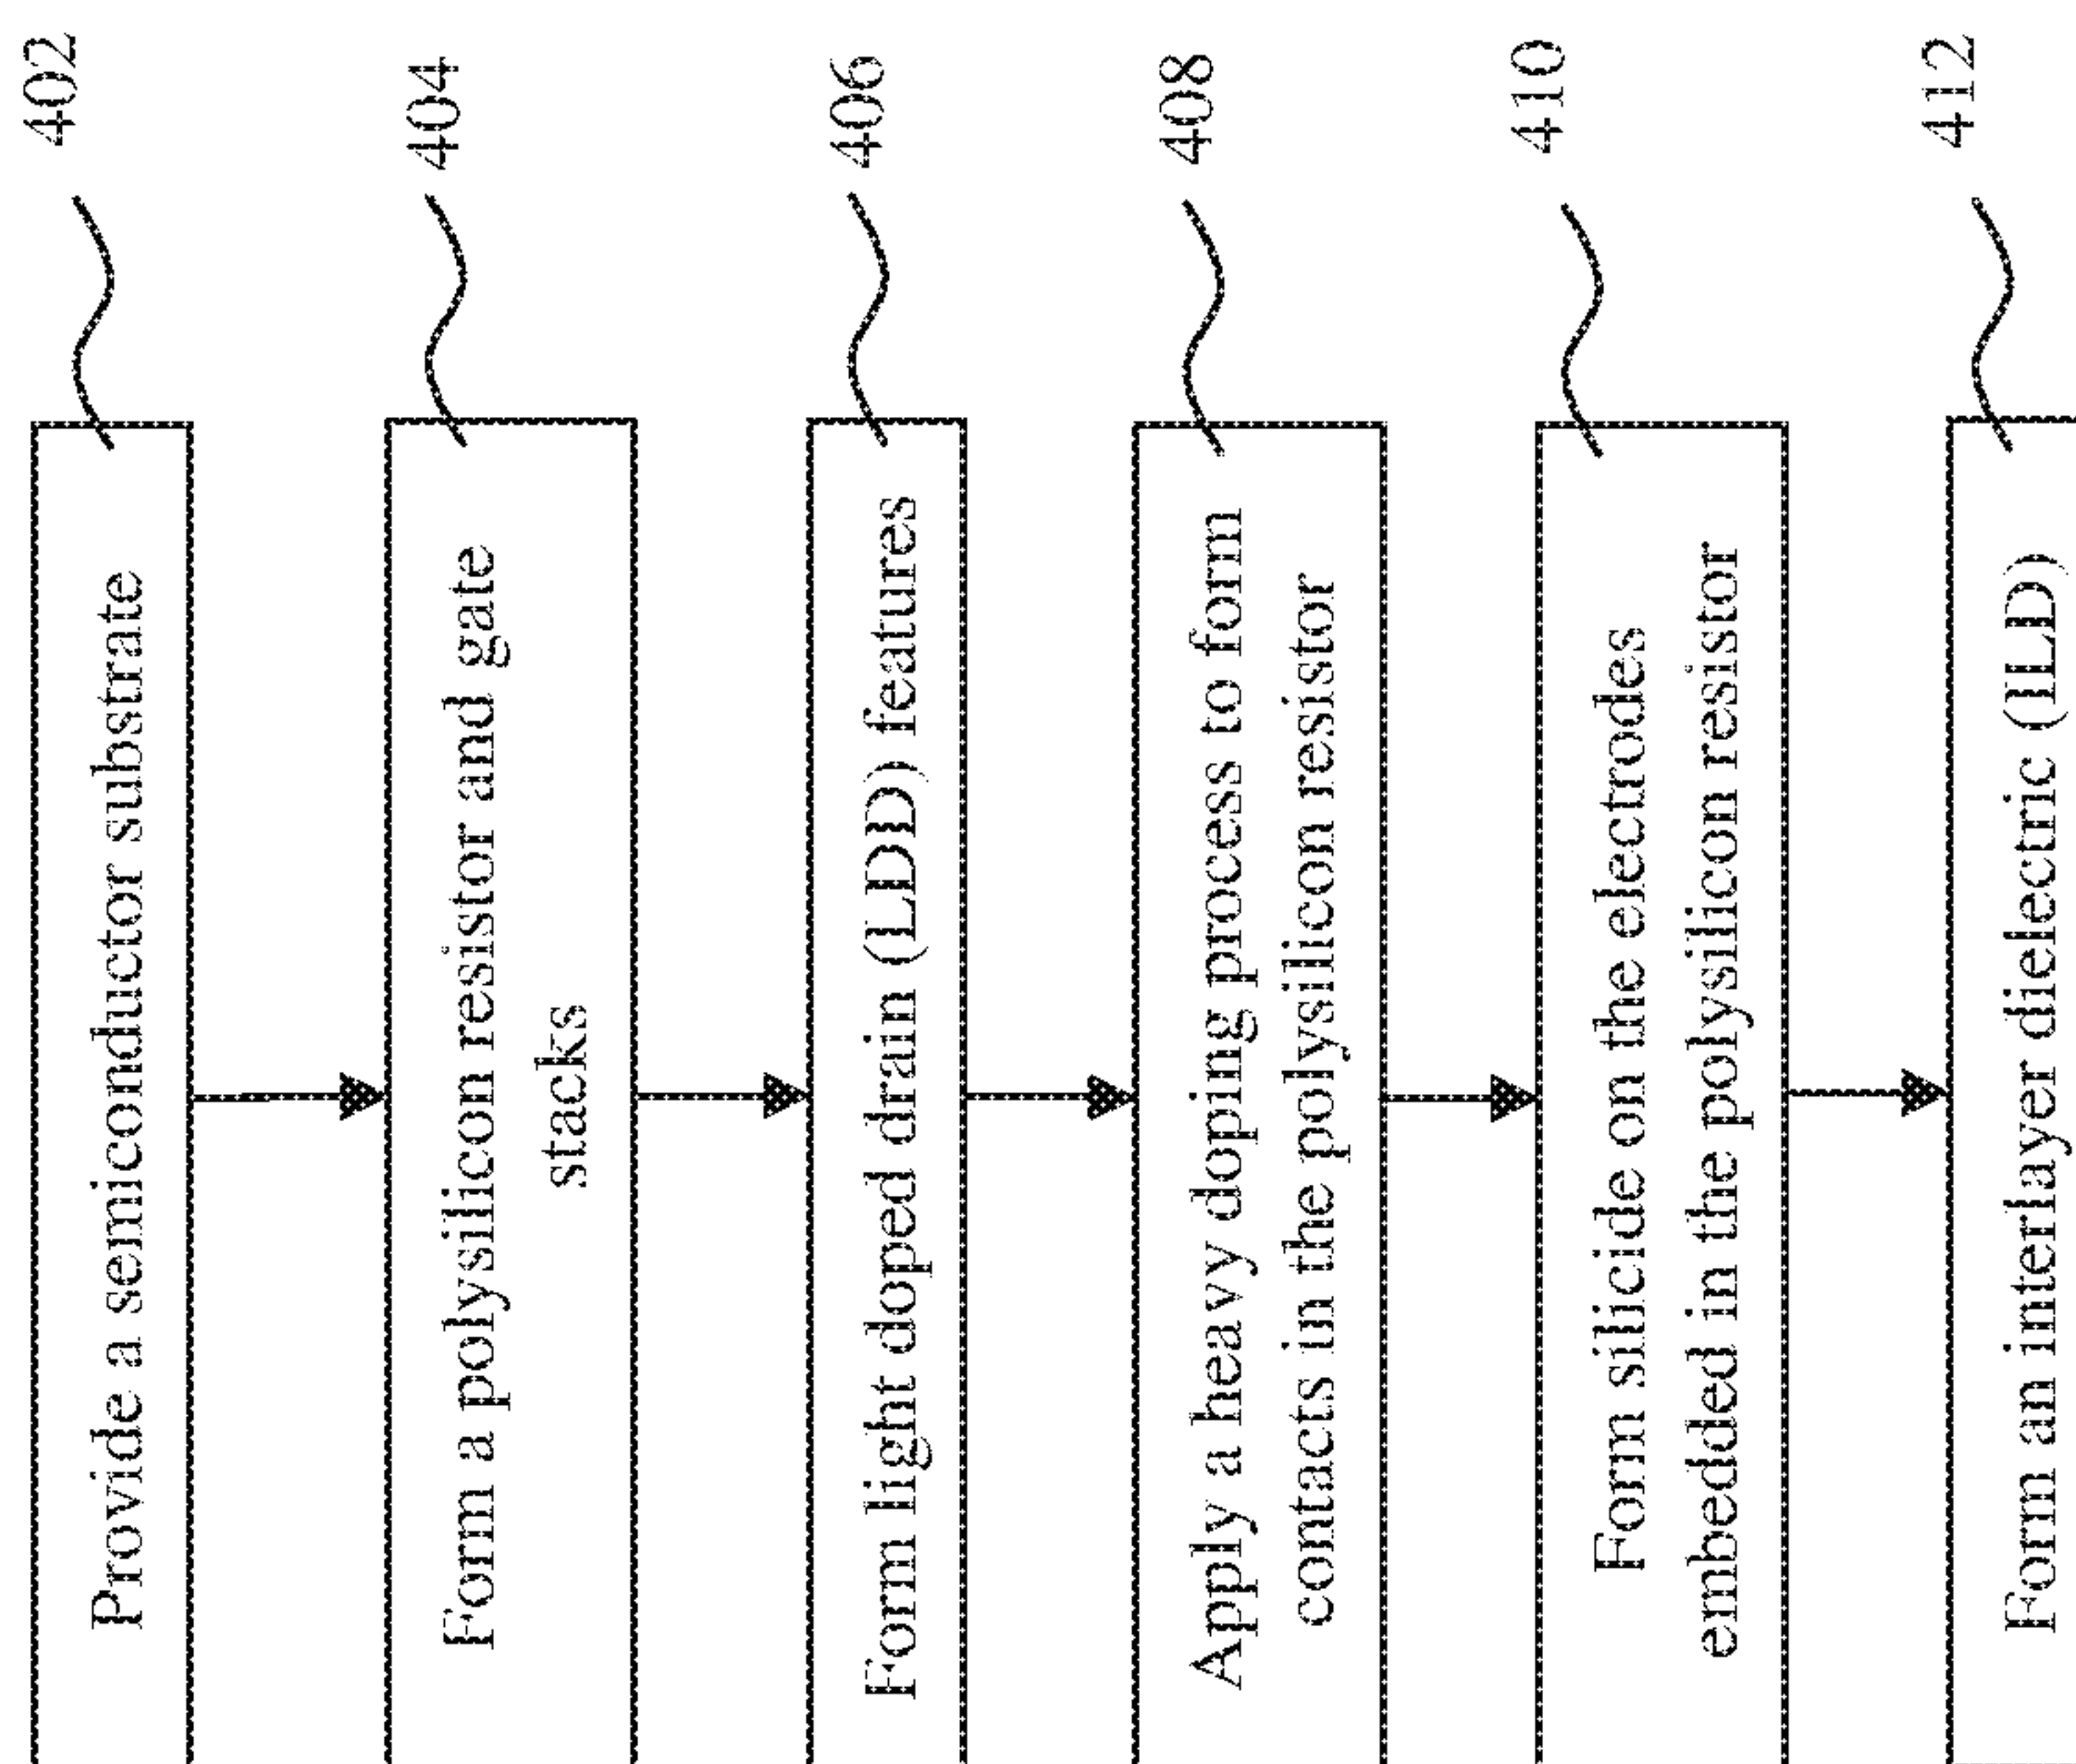 402
Provide a semiconductor substrate
404
Form a polysilicon resistor and gate
stacks
406
Form light doped drain (LDD) features
408
Apply a heavy doping process to form
contacts in the polysilicon resistor
410
Form silicide on the electrodes
embedded in the polysilicon resistor
412
Form an interlayer dielectric (ILD)